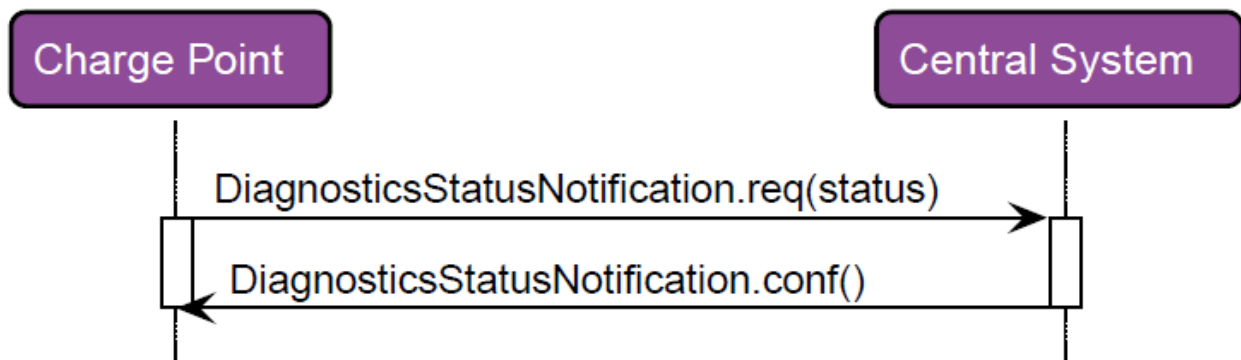 Charge Point
Central System
DiagnosticsStatusNotification.req(status)
DiagnosticsStatusNotification.conf()